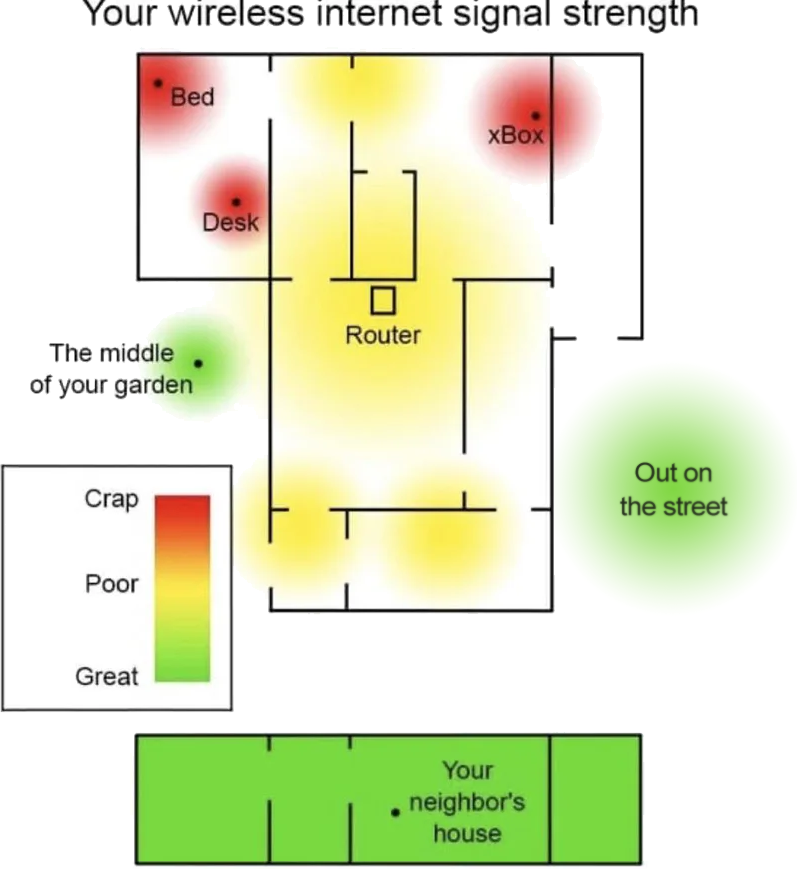 Your wireless internet signal strength
Bed
xBox
Desk
Router
The middle
of your garden
Out on
the street
Crap
Poor
Great
Your
neighbor's
house